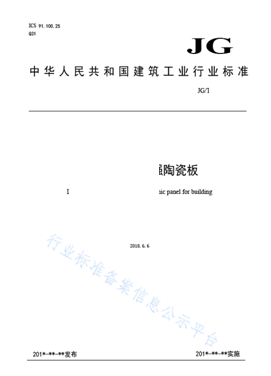 ICS 91.100.25
Q31
JG
中华人民共和国建筑工业行业标准
JG/T
陶瓷板
panel for building
2018.6.6
行业标准备案信息公示平台
201*-**-**发布
201*-**-**实施